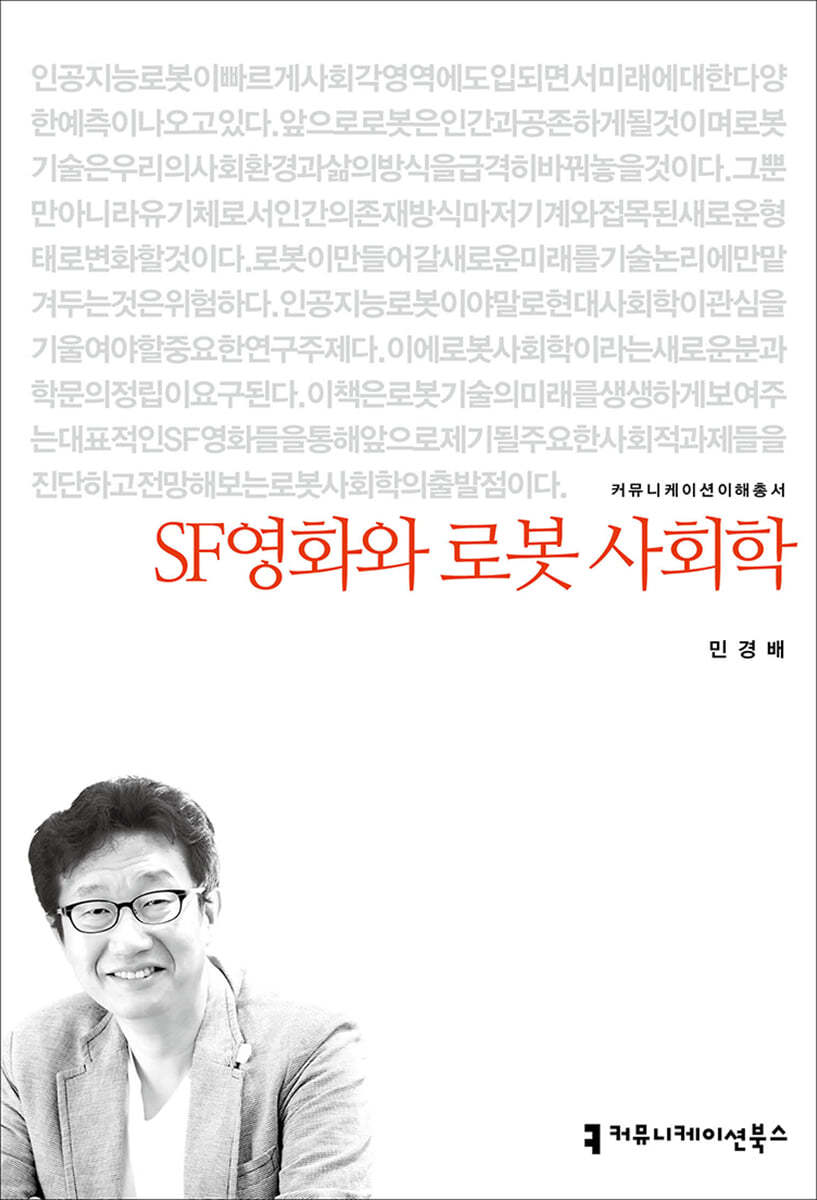 인공지능로봇이빠르게사회각영역에도입되면서미래에대한다양
한예측이나오고있다.앞으로로봇은인간과공존하게될것이며로봇
기술은우리의사회환경과삶의방식을급격히바꿔놓을것이다.그뿐
만아니라유기체로서인간의존재방식마저기계와접목된새로운형
태로변화할것이다.로봇이만들어갈새로운미래를기술논리에만맡
겨두는것은위험하다.인공지능로봇이야말로현대사회학이관심을
기울여야할중요한연구주제다.이에로봇사회학이라는새로운분과
학문의정립이요구된다.이책은로봇기술의미래를생생하게보여주
는대표적인SF영화들을통해앞으로제기될주요한사회적과제들을
진단하고전망해보는로봇사회학의출발점이다.
커뮤니케이션이해총서
SF영화와 로봇 사회학
민경배
커뮤니케이션북스